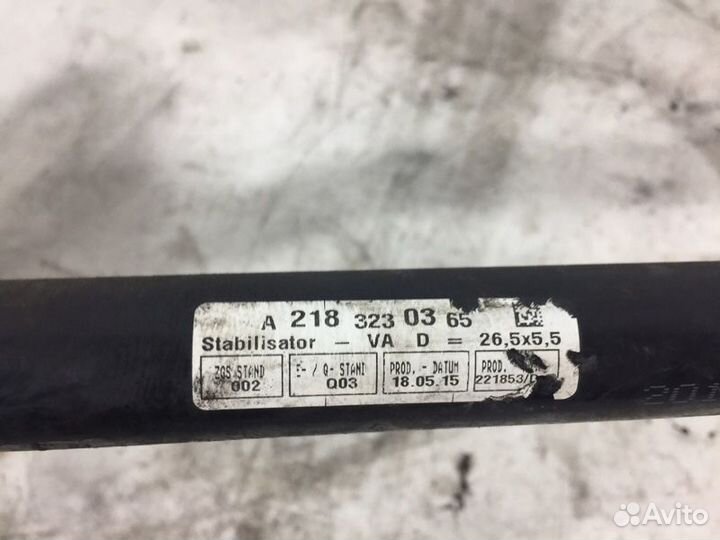 A 218 323 03 65
Stabilisator - VA D = 26,5x5,5
ZGS STAND - / Q- STAND PROD. - DATUM PROD.
002 Q03 18.05.15 221853/
Avito